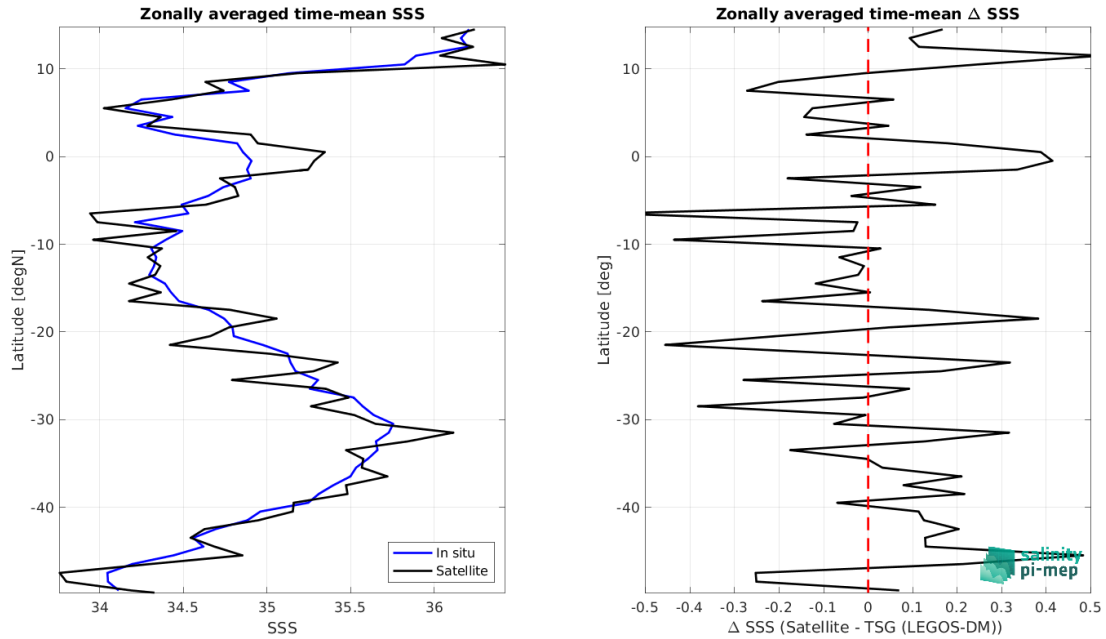 Zonally averaged time-mean SSS
10
0
-10
-20
-30
-40
Latitude [degN]
34
34.5
35
35.5
36
SSS
In situ
Satellite
Zonally averaged time-mean Δ SSS
10
0
-10
-20
-30
-40
Latitude [deg]
-0.5
-0.4
-0.3
-0.2
-0.1
0
0.1
0.2
0.3
0.4
0.5
Δ SSS (Satellite - TSG (LEGOS-DM))
salinity
pi-mep